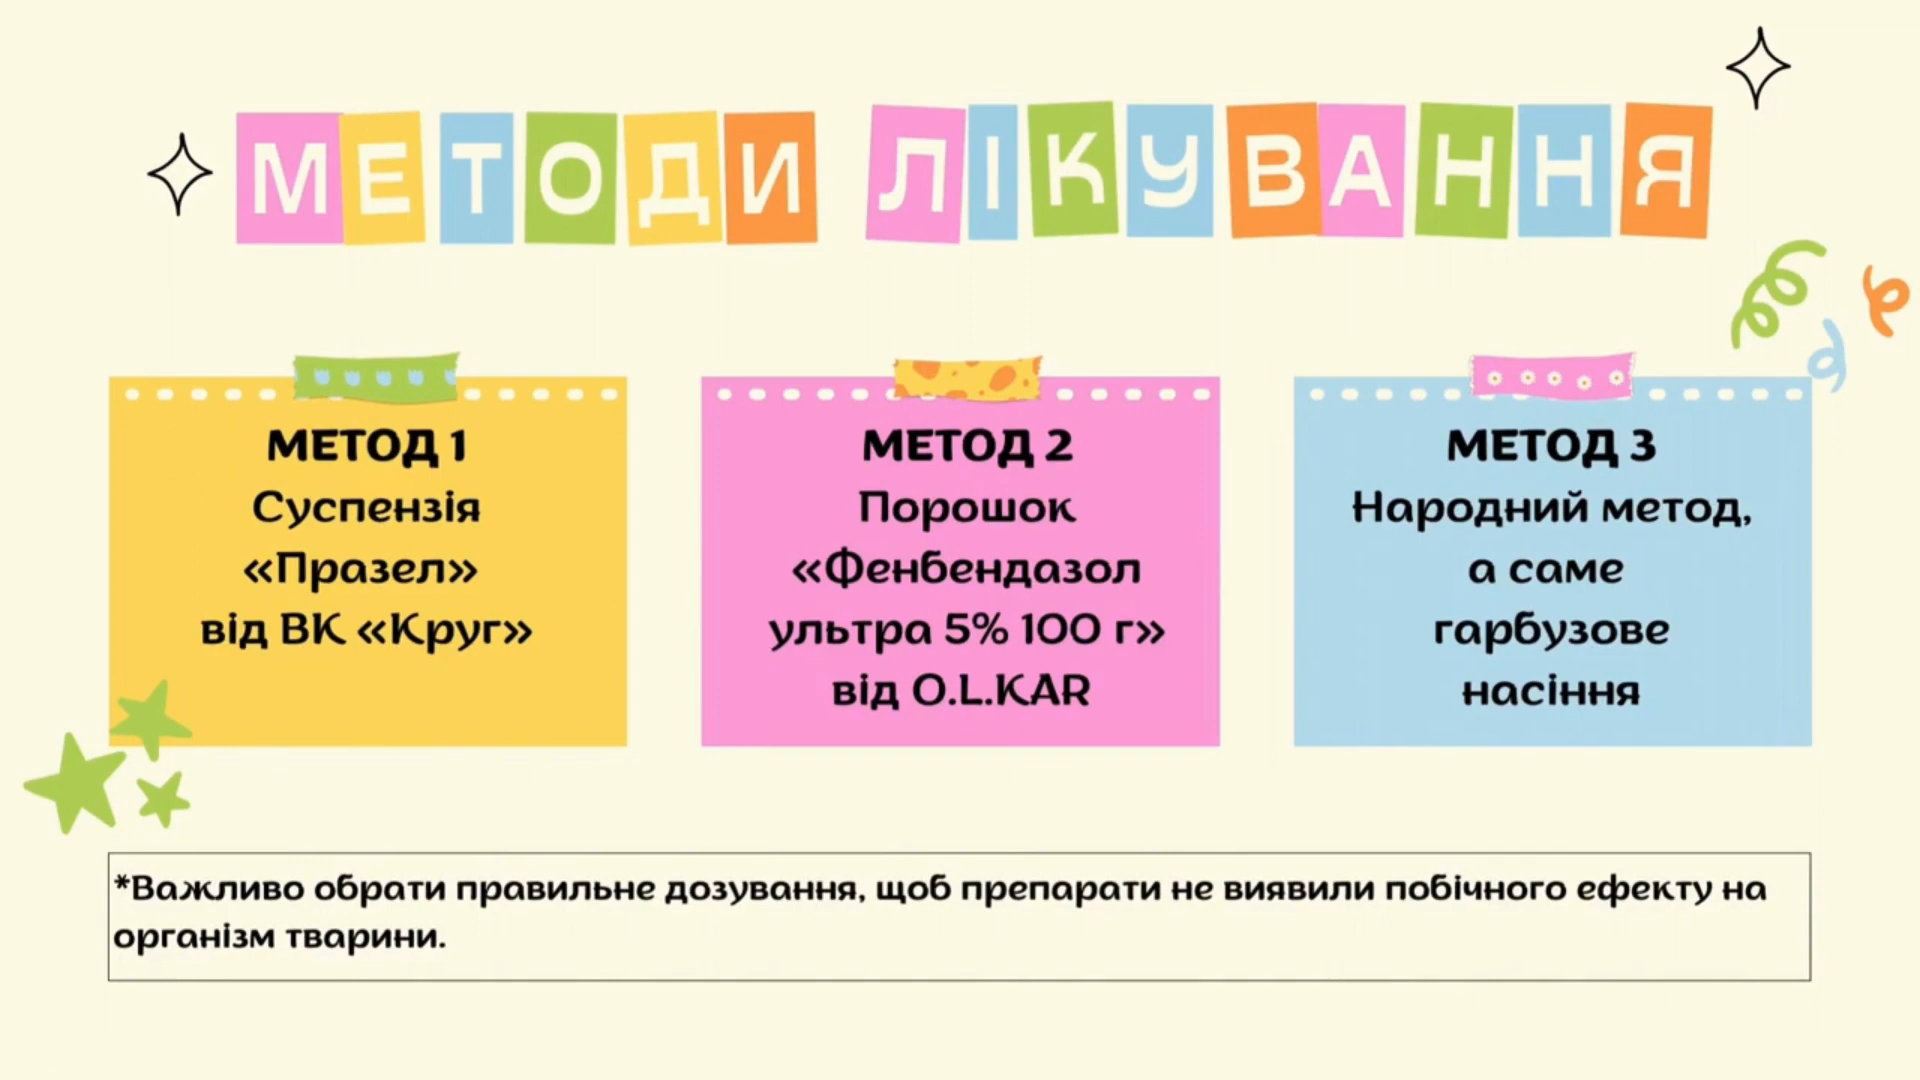 МЕТОДИ ЛІКУВАННЯ
МЕТОД 1
Суспензія
«Празел»
від ВК «Круг»
МЕТОД 2
Порошок
«Фенбендазол
ультра 5% 100 г»
від O.L.KAR
МЕТОД 3
Народний метод,
а саме
гарбузове
насіння
*Важливо обрати правильне дозування, щоб препарати не виявили побічного ефекту на
організм тварини.